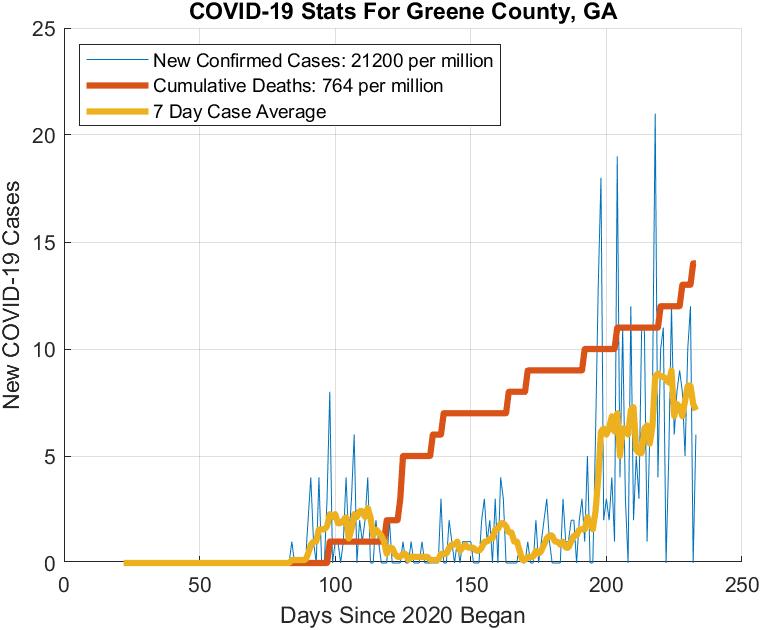 COVID-19 Stats For Greene County, GA
25
20
15
10
5
0
New Confirmed Cases: 21200 per million
Cumulative Deaths: 764 per million
7 Day Case Average
New COVID-19 Cases
0 50 100 150 200 250
Days Since 2020 Began